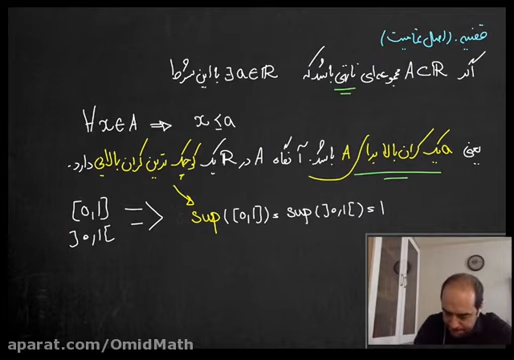 قضیه. (اصل تمامیت)
اگر A⊂ℝ مجموعه‌ای ناتهی باشد که ∃a∈ℝ با این شرط
∀x∈A ⇒ x≤a
یعنی a یک کران بالا برای A باشد. آنگاه A در ℝ یک کوچک ترین کران بالایی دارد.
[0,1]
]0,1[ ⇒ sup([0,1]) = sup(]0,1[) = 1
aparat.com/OmidMath